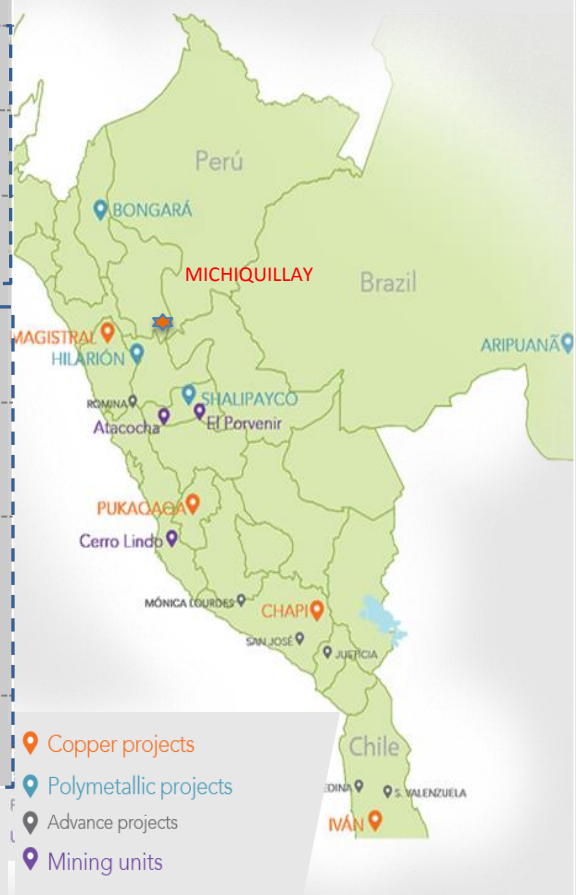 Perú
BONGARÁ
MICHIQUILLAY
Brazil
MAGISTRAL
HILARIÓN
ARIPUANÃ
ROMINA
SHALIPAYCO
Atacocha
El Porvenir
PUKAQAQA
Cerro Lindo
MÓNICA LOURDES
CHAPI
SAN JOSÉ
JUSTICIA
Chile
EDINA
S. VALENZUELA
IVÁN
Copper projects
Polymetallic projects
Advance projects
Mining units